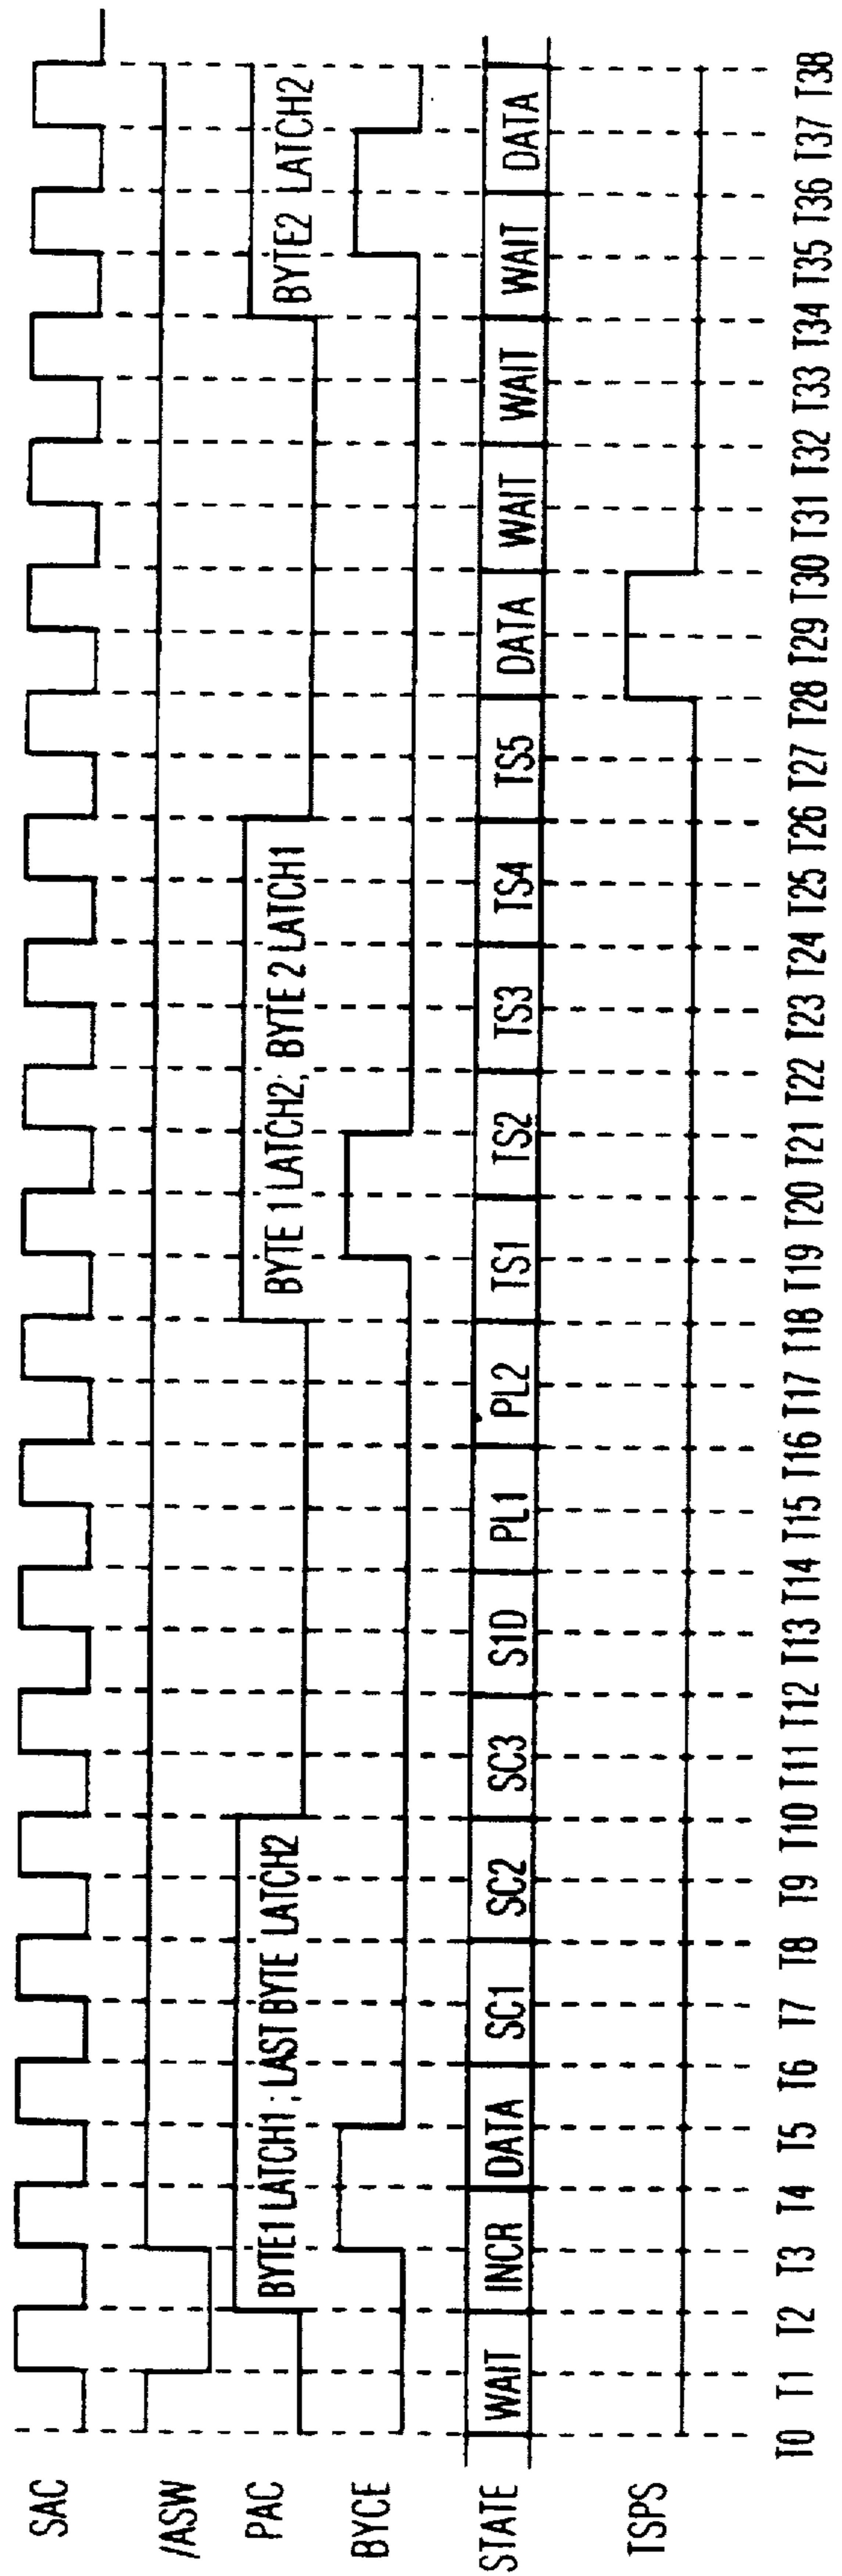 SAC
/ASW
PAC
BYTE1 LATCH1; LAST BYTE LATCH2
BYTE 1 LATCH2; BYTE 2 LATCH1
BYTE2 LATCH2
BYCE
STATE
WAIT INCR DATA SC1 SC2 SC3 S1D PL1 PL2 TS1 TS2 TS3 TS4 TS5 DATA WAIT WAIT WAIT DATA
TSPS
T0 T1 T2 T3 T4 T5 T6 T7 T8 T9 T10 T11 T12 T13 T14 T15 T16 T17 T18 T19 T20 T21 T22 T23 T24 T25 T26 T27 T28 T29 T30 T31 T32 T33 T34 T35 T36 T37 T38